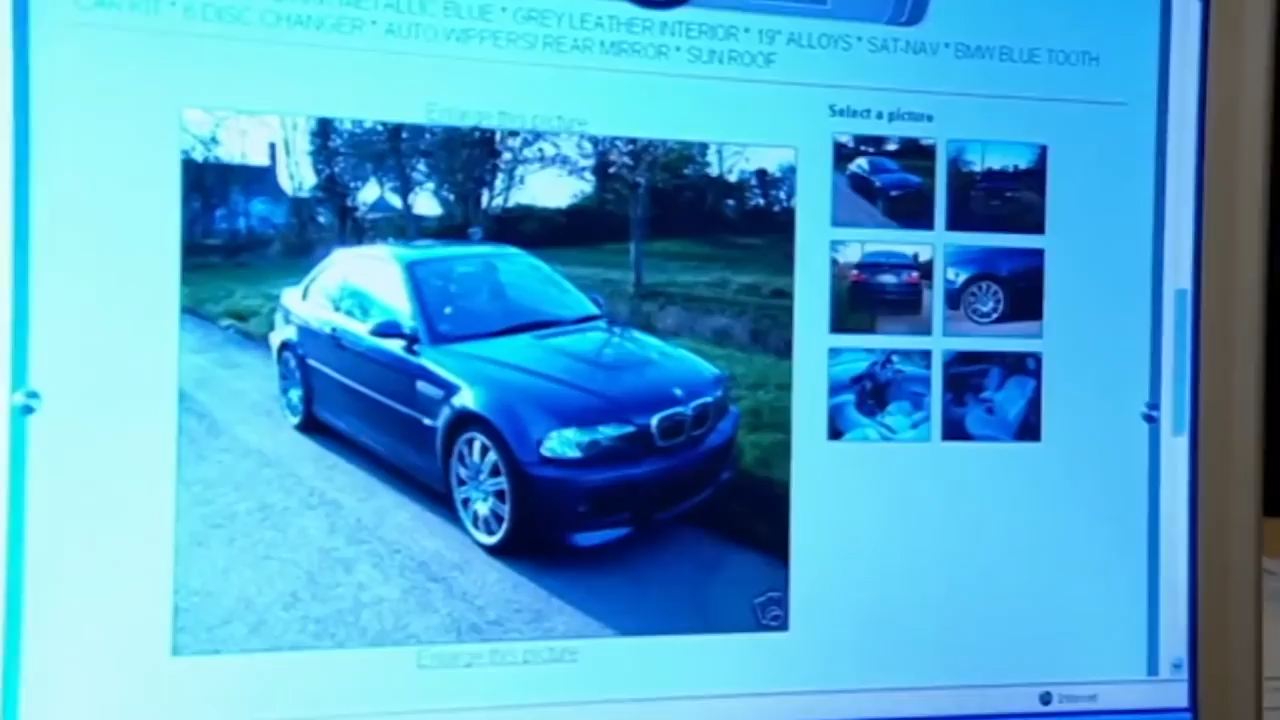 METALLIC BLUE * GREY LEATHER INTERIOR * 19" ALLOYS * SAT-NAV * BMW BLUE TOOTH
CAR KIT * 6 DISC CHANGER * AUTO WIPPERS/ REAR MIRROR * SUN ROOF
Enlarge this picture
Select a picture
Enlarge this picture
Internet